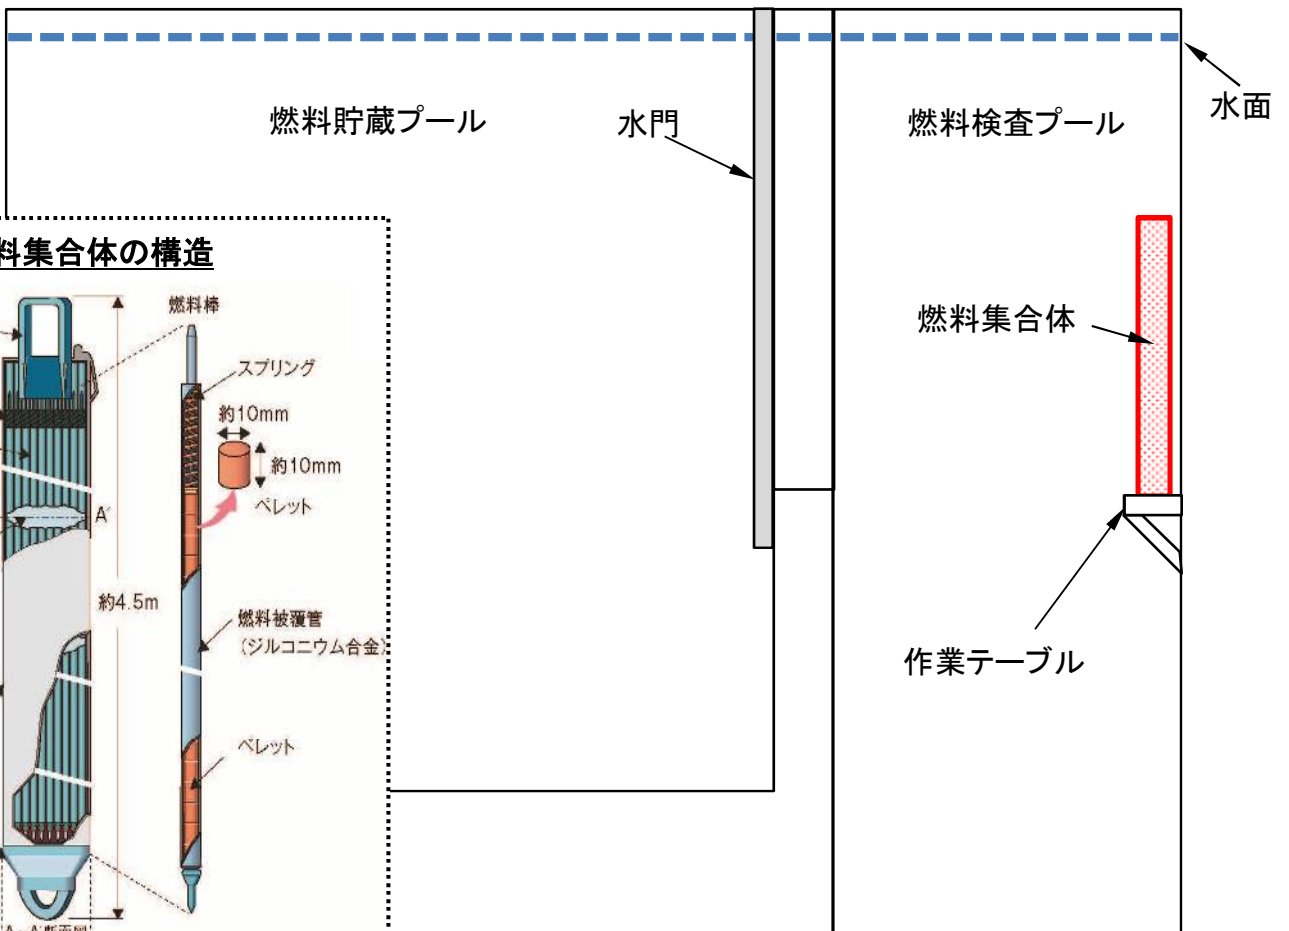 燃料貯蔵プール
水門
燃料検査プール
水面
料集合体の構造
燃料棒
スプリング
約10mm
約10mm
ペレット
A'
約4.5m
燃料被覆管
(ジルコニウム合金)
ペレット
燃料集合体
作業テーブル